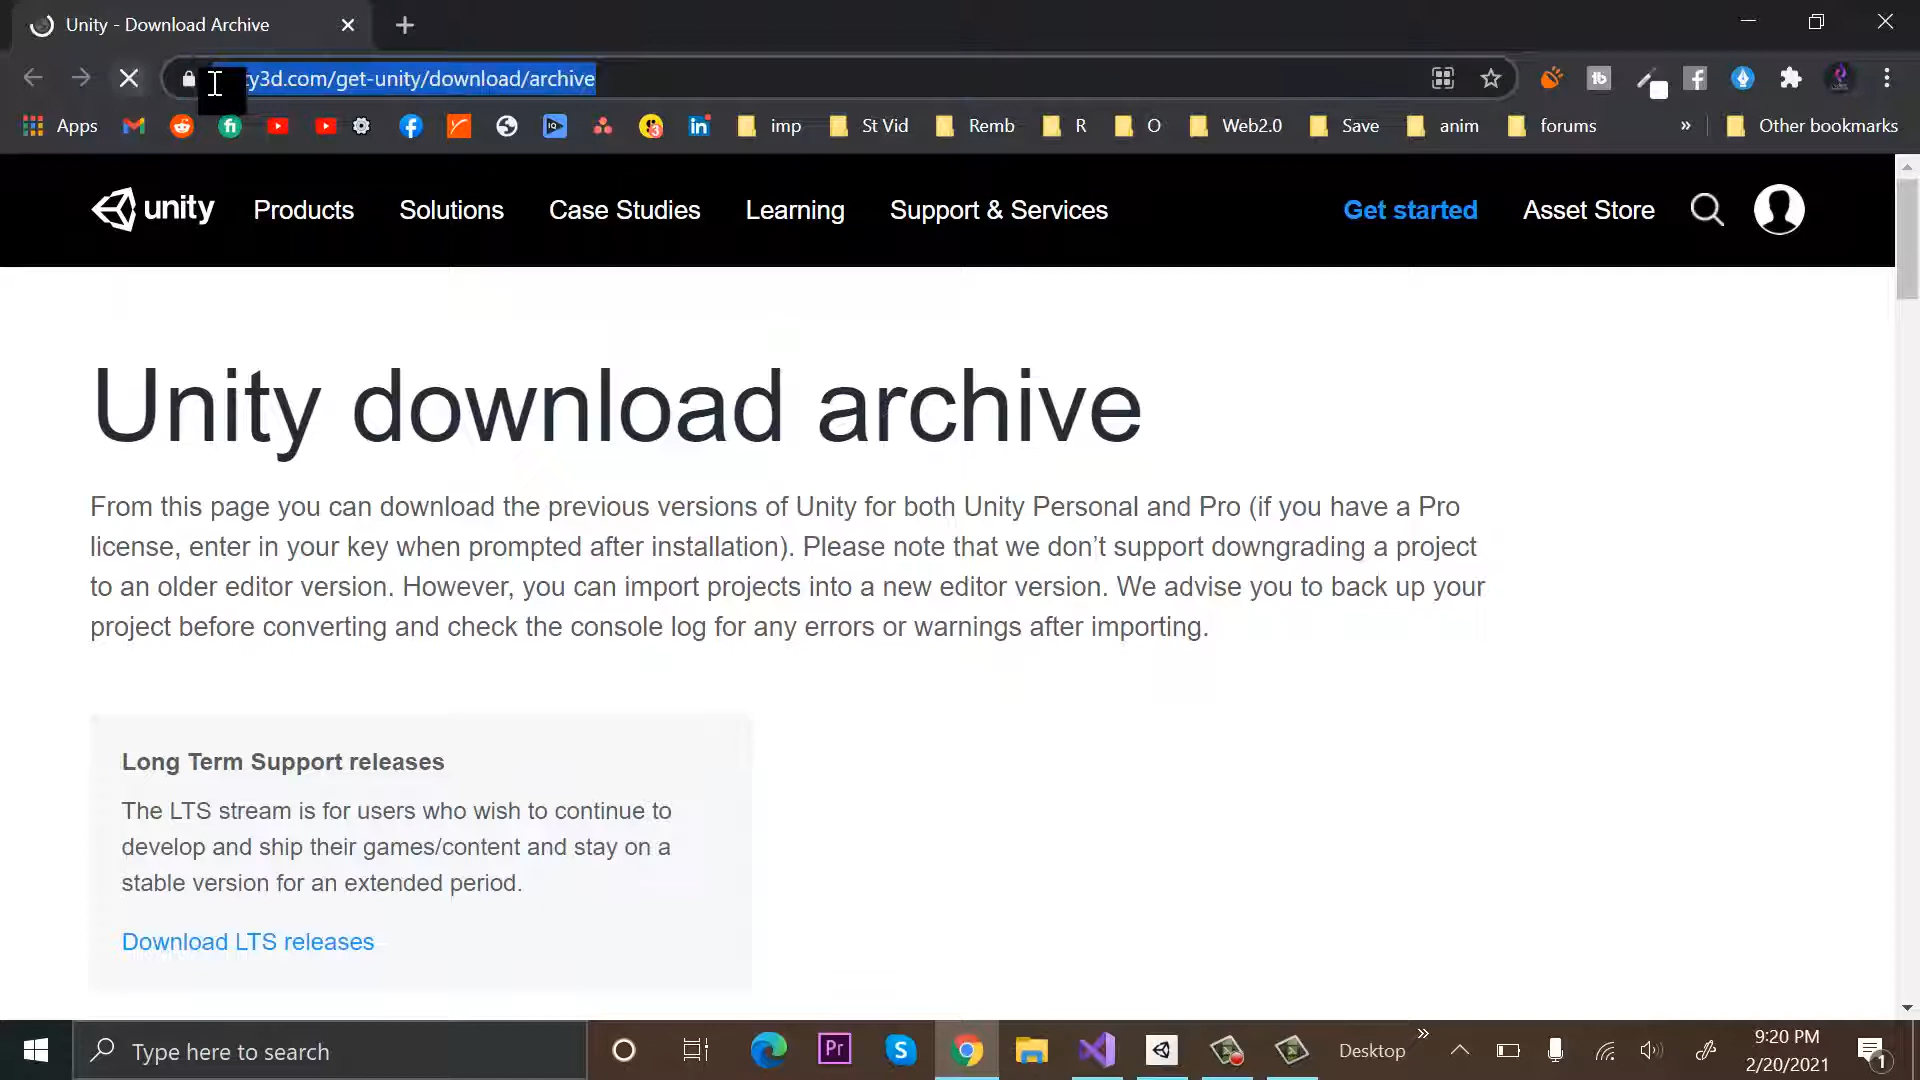 Unity - Download Archive
ty3d.com/get-unity/download/archive
Apps
imp
St Vid
Remb
R
O
Web2.0
Save
anim
forums
»
Other bookmarks
unity
Products
Solutions
Case Studies
Learning
Support & Services
Get started
Asset Store
Unity download archive
From this page you can download the previous versions of Unity for both Unity Personal and Pro (if you have a Pro
license, enter in your key when prompted after installation). Please note that we don’t support downgrading a project
to an older editor version. However, you can import projects into a new editor version. We advise you to back up your
project before converting and check the console log for any errors or warnings after importing.
Long Term Support releases
The LTS stream is for users who wish to continue to
develop and ship their games/content and stay on a
stable version for an extended period.
Download LTS releases
Type here to search
Pr
S
Desktop
»
9:20 PM
2/20/2021
1